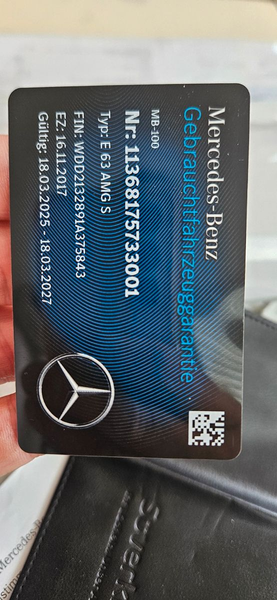 Mercedes-Benz
Gebrauchtfahrzeuggarantie
MB-100
Nr: 11368175733001
Typ: E 63 AMG S
FIN: WDD2132891A375843
EZ: 16.11.2017
Gültig: 18.03.2025 - 18.03.2027